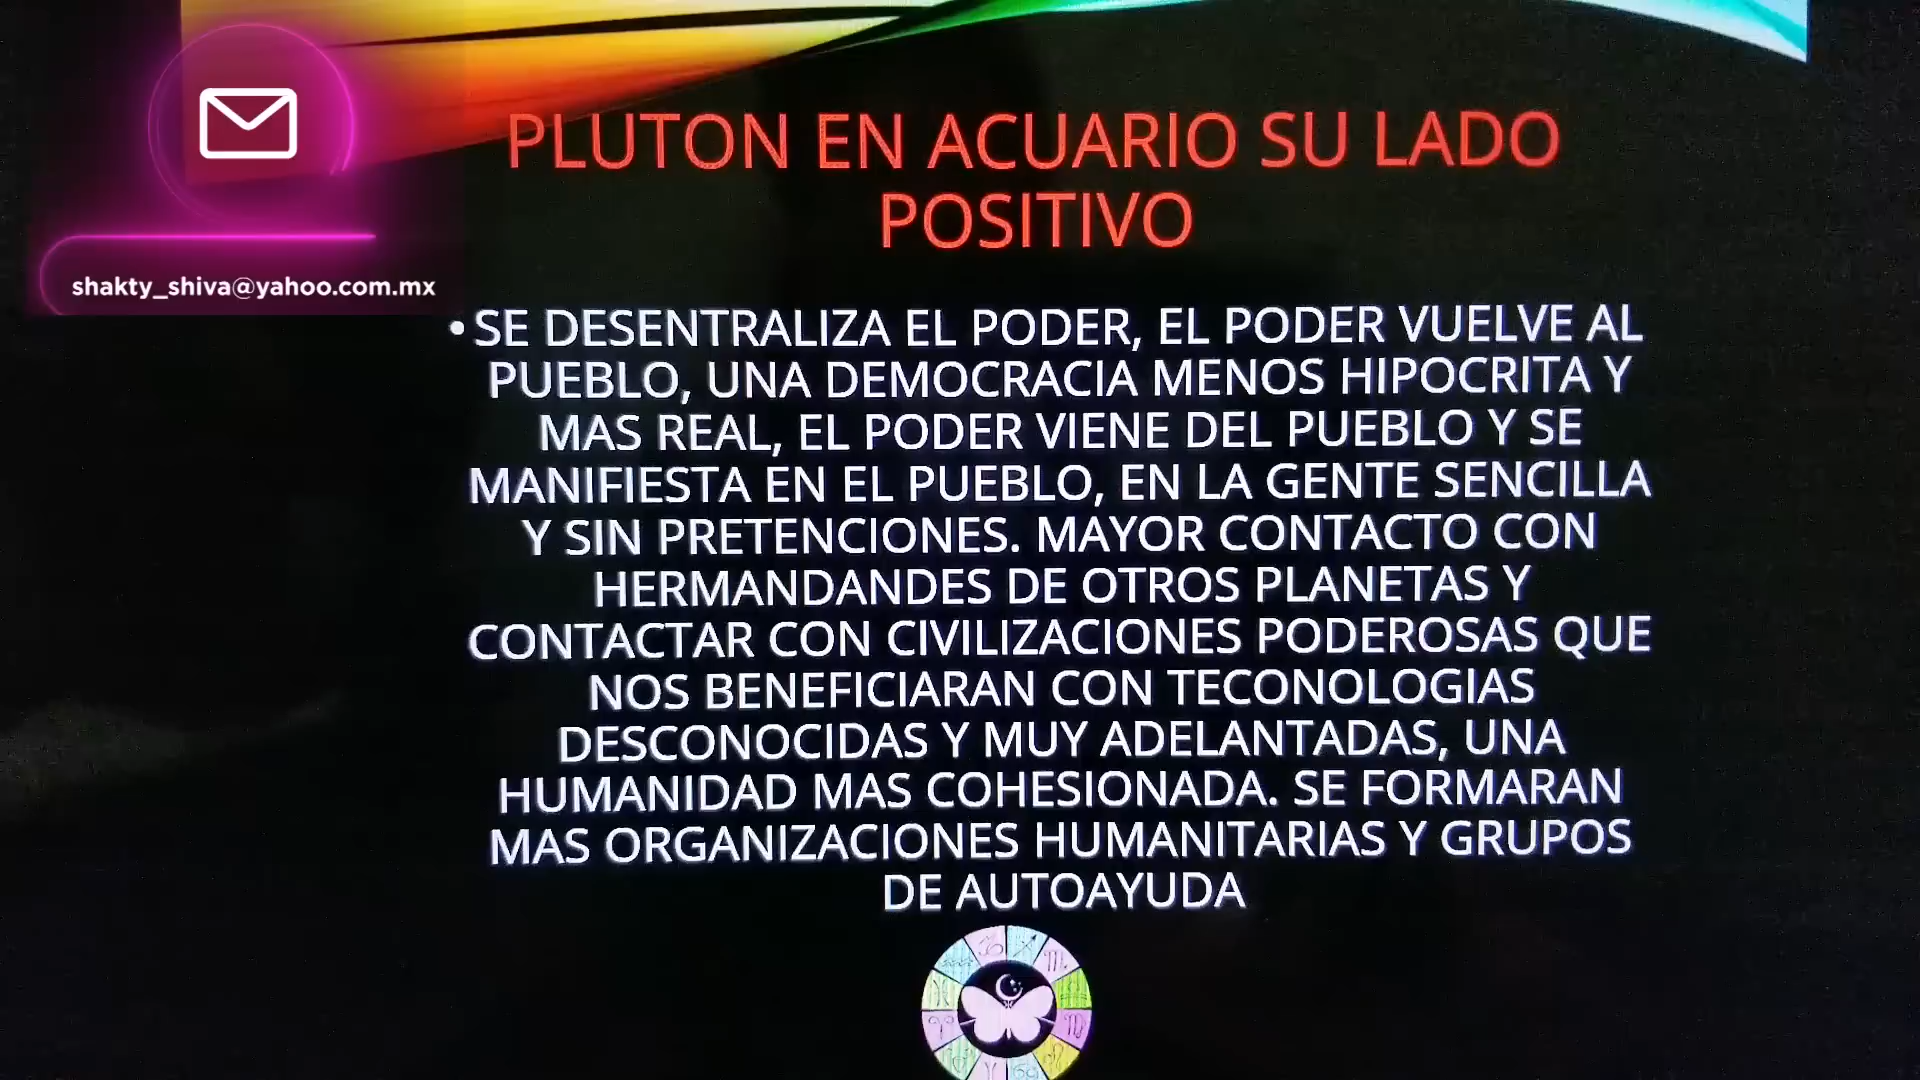 shakty_shiva@yahoo.com.mx
PLUTON EN ACUARIO SU LADO
POSITIVO
• SE DESENTRALIZA EL PODER, EL PODER VUELVE AL
PUEBLO, UNA DEMOCRACIA MENOS HIPOCRITA Y
MAS REAL, EL PODER VIENE DEL PUEBLO Y SE
MANIFIESTA EN EL PUEBLO, EN LA GENTE SENCILLA
Y SIN PRETENCIONES. MAYOR CONTACTO CON
HERMANDANDES DE OTROS PLANETAS Y
CONTACTAR CON CIVILIZACIONES PODEROSAS QUE
NOS BENEFICIARAN CON TECONOLOGIAS
DESCONOCIDAS Y MUY ADELANTADAS, UNA
HUMANIDAD MAS COHESIONADA. SE FORMARAN
MAS ORGANIZACIONES HUMANITARIAS Y GRUPOS
DE AUTOAYUDA